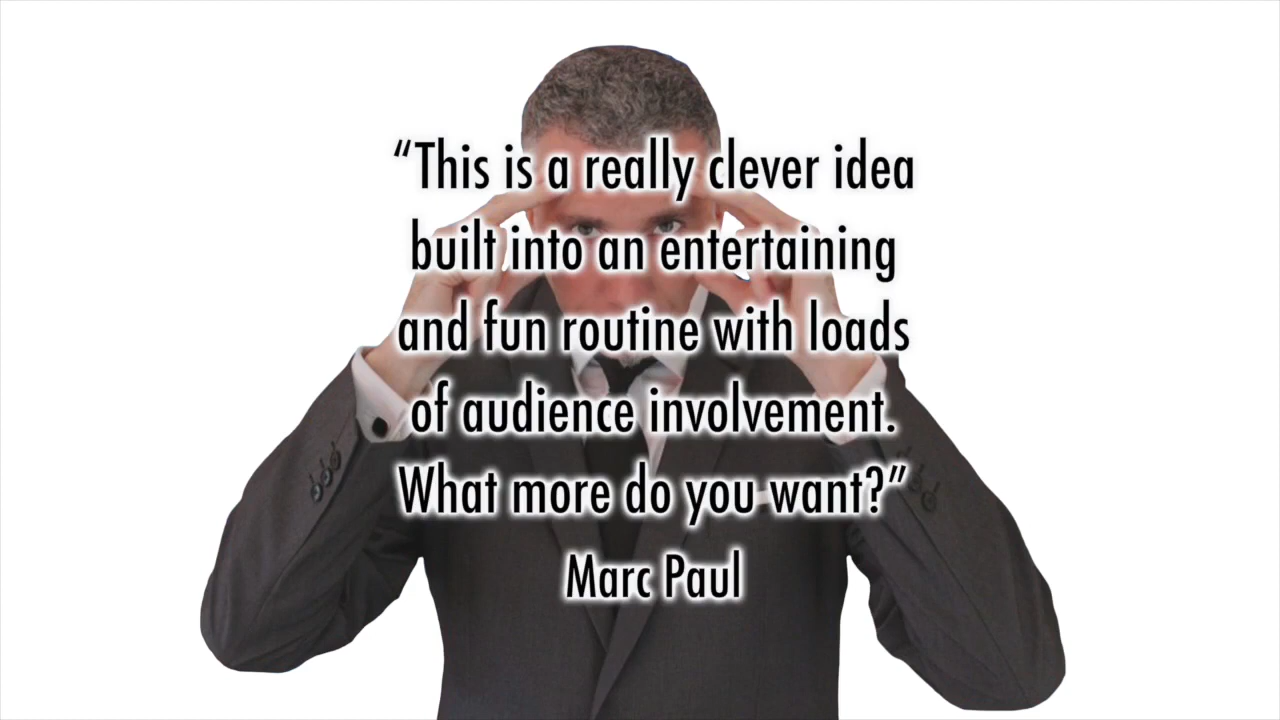 “This is a really clever idea
built into an entertaining
and fun routine with loads
of audience involvement.
What more do you want?”
Marc Paul